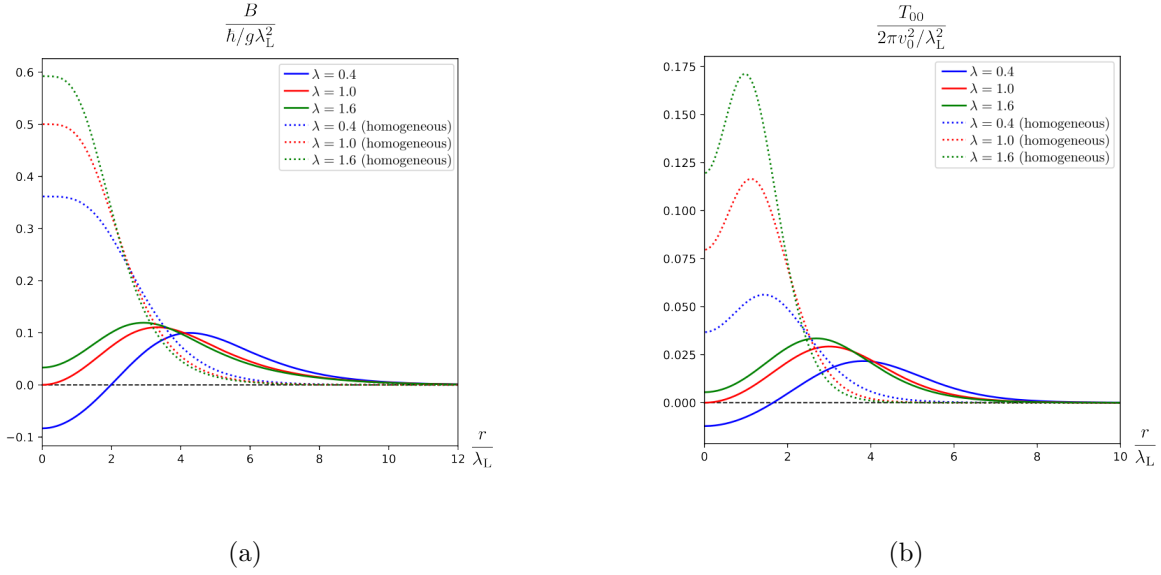 B
ħ/gλ_L^2
0.6
0.5
0.4
0.3
0.2
0.1
0.0
−0.1
0 2 4 6 8 10 12
r
λ_L
λ = 0.4
λ = 1.0
λ = 1.6
λ = 0.4 (homogeneous)
λ = 1.0 (homogeneous)
λ = 1.6 (homogeneous)
(a)
T_00
2πv_0^2/λ_L^2
0.175
0.150
0.125
0.100
0.075
0.050
0.025
0.000
0 2 4 6 8 10
r
λ_L
λ = 0.4
λ = 1.0
λ = 1.6
λ = 0.4 (homogeneous)
λ = 1.0 (homogeneous)
λ = 1.6 (homogeneous)
(b)